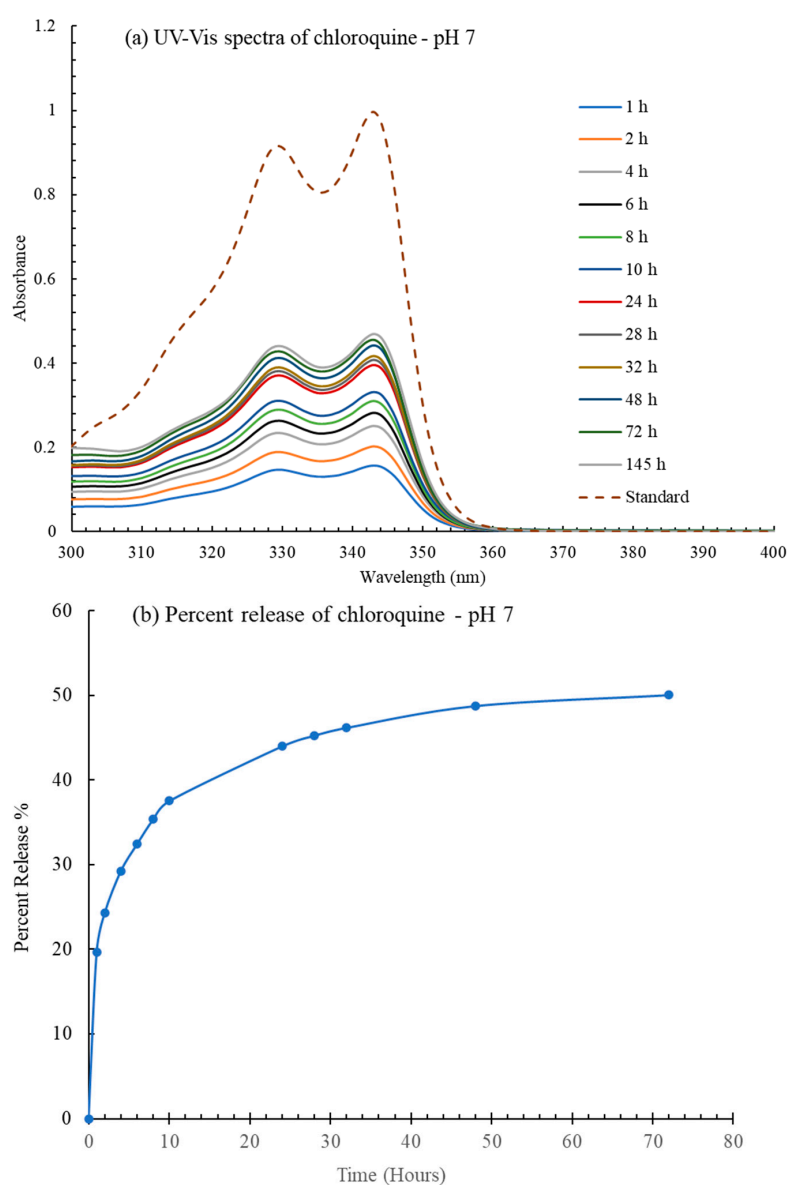 (a) UV-Vis spectra of chloroquine - pH 7
1.2
1
0.8
0.6
0.4
0.2
0
Absorbance
300 310 320 330 340 350 360 370 380 390 400
Wavelength (nm)
1 h
2 h
4 h
6 h
8 h
10 h
24 h
28 h
32 h
48 h
72 h
145 h
Standard
(b) Percent release of chloroquine - pH 7
60
50
40
30
20
10
0
Percent Release %
0 10 20 30 40 50 60 70 80
Time (Hours)